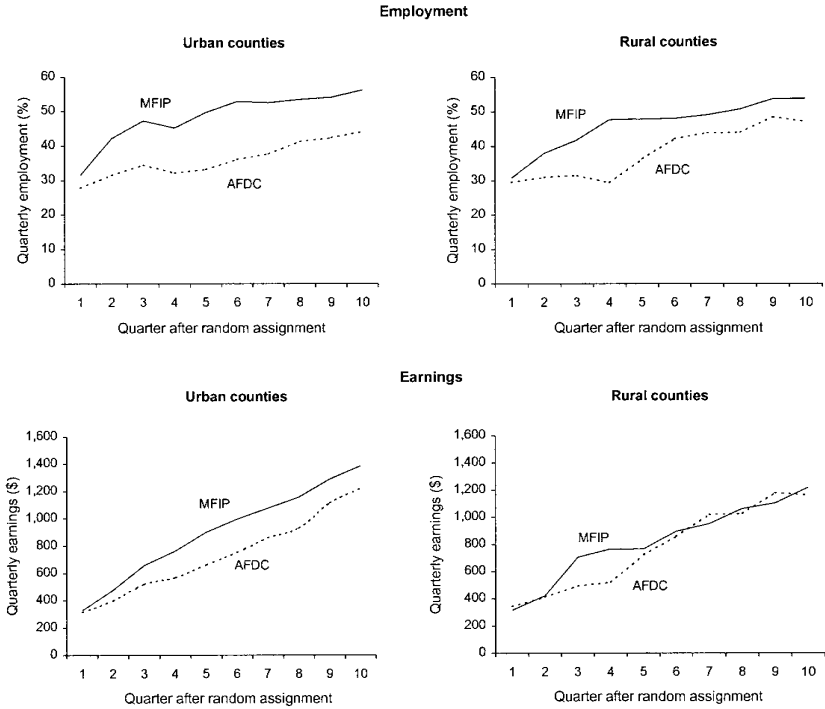 Employment
Urban counties
Quarterly employment (%)
60
50
40
30
20
10
0
MFIP
AFDC
1 2 3 4 5 6 7 8 9 10
Quarter after random assignment
Rural counties
Quarterly employment (%)
60
50
40
30
20
10
0
MFIP
AFDC
1 2 3 4 5 6 7 8 9 10
Quarter after random assignment
Earnings
Urban counties
Quarterly earnings ($)
1,600
1,400
1,200
1,000
800
600
400
200
0
MFIP
AFDC
1 2 3 4 5 6 7 8 9 10
Quarter after random assignment
Rural counties
Quarterly earnings ($)
1,600
1,400
1,200
1,000
800
600
400
200
0
MFIP
AFDC
1 2 3 4 5 6 7 8 9 10
Quarter after random assignment